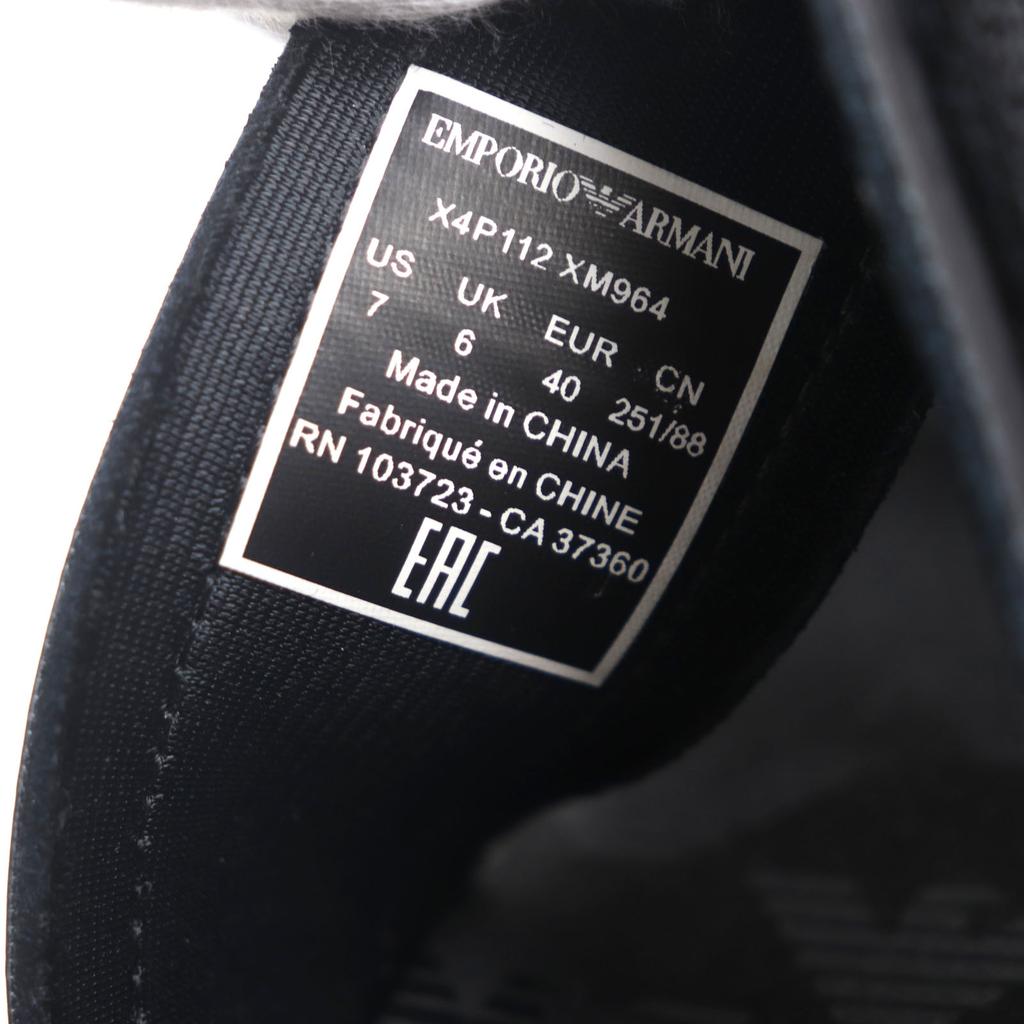 EMPORIO ARMANI
X4P112 XM964
US UK EUR CN
7 6 40 251/88
Made in CHINA
Fabriqué en CHINE
RN 103723 - CA 37360
EAC